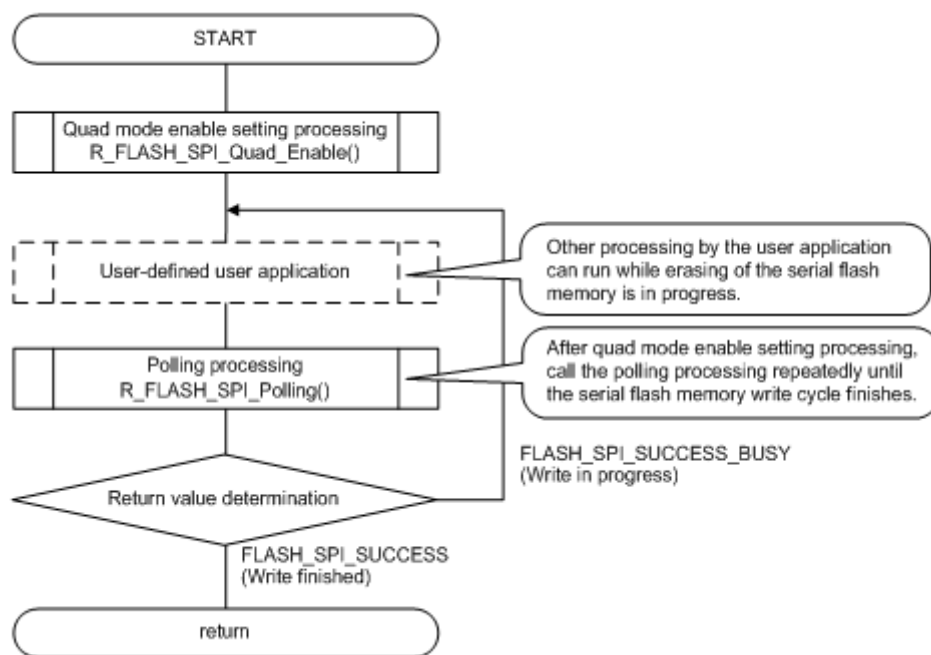 START
Quad mode enable setting processing
R_FLASH_SPI_Quad_Enable()
User-defined user application
Other processing by the user application
can run while erasing of the serial flash
memory is in progress.
Polling processing
R_FLASH_SPI_Polling()
After quad mode enable setting processing,
call the polling processing repeatedly until
the serial flash memory write cycle finishes.
FLASH_SPI_SUCCESS_BUSY
(Write in progress)
Return value determination
FLASH_SPI_SUCCESS
(Write finished)
return